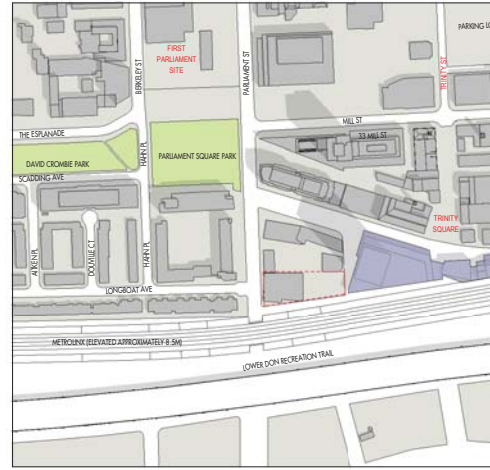 PARKING LO
FIRST
PARLIAMENT
SITE
BERKELEY ST
PARLIAMENT ST
TRINITY ST
MILL ST
THE ESPLANADE
33 MILL ST
HAHN PL
DAVID CROMBIE PARK
PARLIAMENT SQUARE PARK
SCADDING AVE
TRINITY
SQUARE
AITKEN PL
DOUVILLE CT
HAHN PL
LONGBOAT AVE
METROLINX (ELEVATED APPROXIMATELY 8.5M)
LOWER DON RECREATION TRAIL